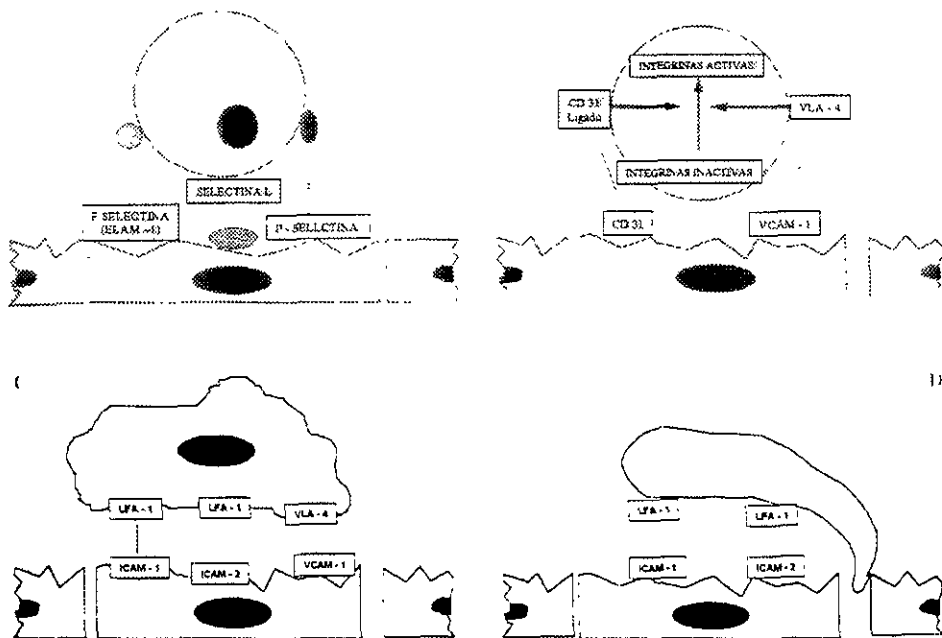 SELECTINA-L
E SELECTINA
(ELAM -1)
P - SELECTINA
INTEGRINAS ACTIVAS
CD 31
Ligado
VLA - 4
INTEGRINAS INACTIVAS
CD 31
VCAM - 1
LFA - 1
LFA - 1
VLA - 4
ICAM - 1
ICAM - 2
VCAM - 1
LFA - 1
LFA - 1
ICAM - 1
ICAM - 2